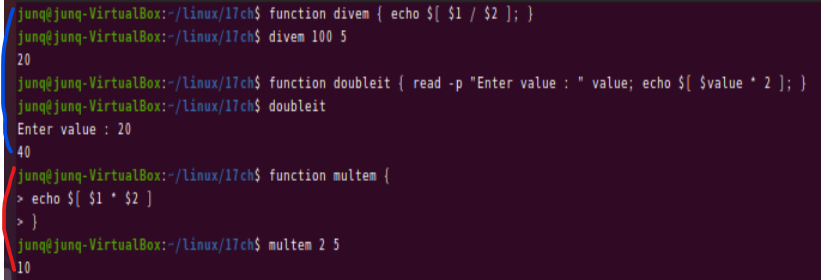 junq@junq-VirtualBox:~/linux/17ch$ function divem { echo $[ $1 / $2 ]; }
junq@junq-VirtualBox:~/linux/17ch$ divem 100 5
20
junq@junq-VirtualBox:~/linux/17ch$ function doubleit { read -p "Enter value : " value; echo $[ $value * 2 ]; }
junq@junq-VirtualBox:~/linux/17ch$ doubleit
Enter value : 20
40
junq@junq-VirtualBox:~/linux/17ch$ function multem {
> echo $[ $1 * $2 ]
> }
junq@junq-VirtualBox:~/linux/17ch$ multem 2 5
10